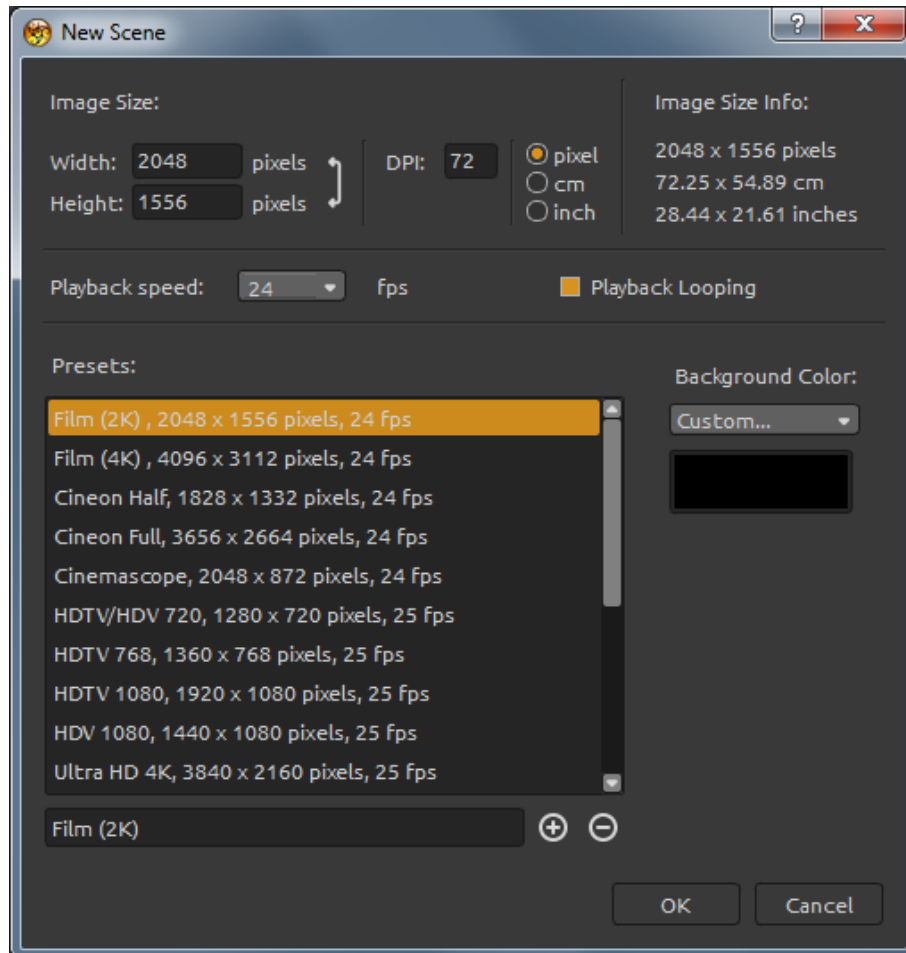 New Scene
?
Image Size:
Width: 2048 pixels
Height: 1556 pixels
DPI: 72
pixel
cm
inch
Image Size Info:
2048 x 1556 pixels
72.25 x 54.89 cm
28.44 x 21.61 inches
Playback speed: 24 fps
Playback Looping
Presets:
Film (2K) , 2048 x 1556 pixels, 24 fps
Film (4K) , 4096 x 3112 pixels, 24 fps
Cineon Half, 1828 x 1332 pixels, 24 fps
Cineon Full, 3656 x 2664 pixels, 24 fps
Cinemascope, 2048 x 872 pixels, 24 fps
HDTV/HDV 720, 1280 x 720 pixels, 25 fps
HDTV 768, 1360 x 768 pixels, 25 fps
HDTV 1080, 1920 x 1080 pixels, 25 fps
HDV 1080, 1440 x 1080 pixels, 25 fps
Ultra HD 4K, 3840 x 2160 pixels, 25 fps
Film (2K)
Background Color:
Custom...
OK
Cancel